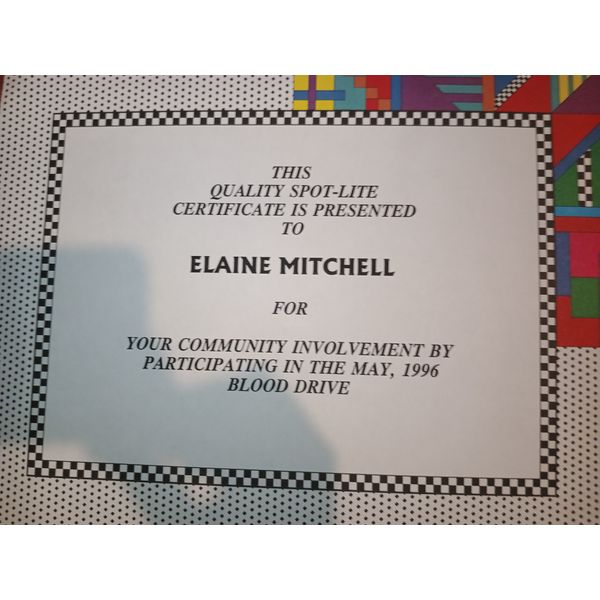 THIS
QUALITY SPOT-LITE
CERTIFICATE IS PRESENTED
TO
ELAINE MITCHELL
FOR
YOUR COMMUNITY INVOLVEMENT BY
PARTICIPATING IN THE MAY, 1996
BLOOD DRIVE